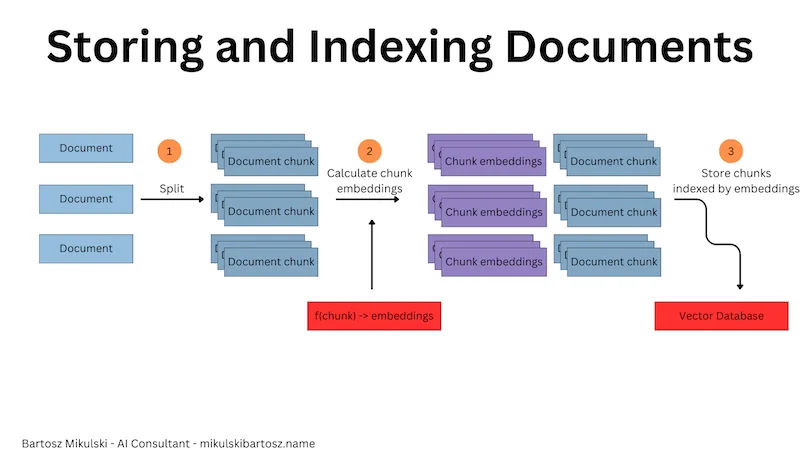 Storing and Indexing Documents
1
2
3
Document
Document chunk
Calculate chunk
embeddings
Chunk embeddings
Document chunk
Store chunks
indexed by embeddings
Split
Document
Document chunk
Chunk embeddings
Document chunk
Document
Document chunk
Chunk embeddings
Document chunk
f(chunk) -> embeddings
Vector Database
Bartosz Mikulski - AI Consultant - mikulskibartosz.name